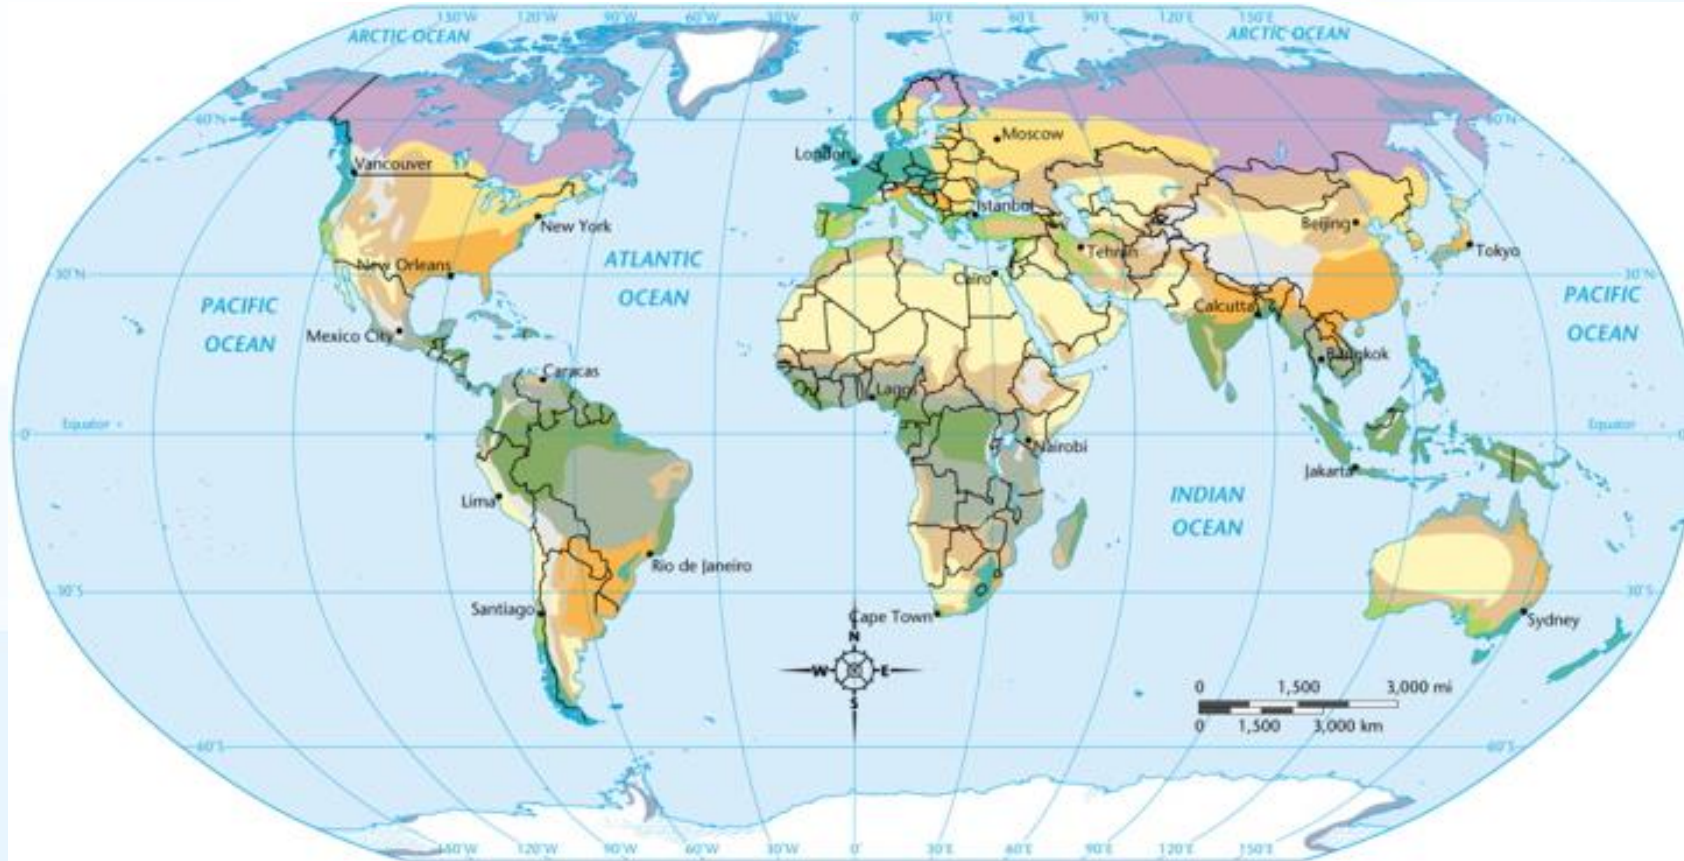 150°W 120°W 90°W 60°W 30°W 0° 30°E 60°E 90°E 120°E 150°E
ARCTIC OCEAN
ARCTIC OCEAN
60°N
60°N
Moscow
London
Vancouver
Istanbul
New York
Beijing
Tehran
Tokyo
ATLANTIC
OCEAN
New Orleans
30°N
30°N
Cairo
PACIFIC
OCEAN
PACIFIC
OCEAN
Calcutta
Mexico City
Bangkok
Caracas
Lagos
0°
Equator
Equator
0
Nairobi
Jakarta
Lima
INDIAN
OCEAN
Rio de Janeiro
30°S
30°S
Santiago
Cape Town
Sydney
N
W
E
S
0 1,500 3,000 mi
0 1,500 3,000 km
60°S
60°S
150°W 120°W 90°W 60°W 30°W 0° 30°E 60°E 90°E 120°E 150°E